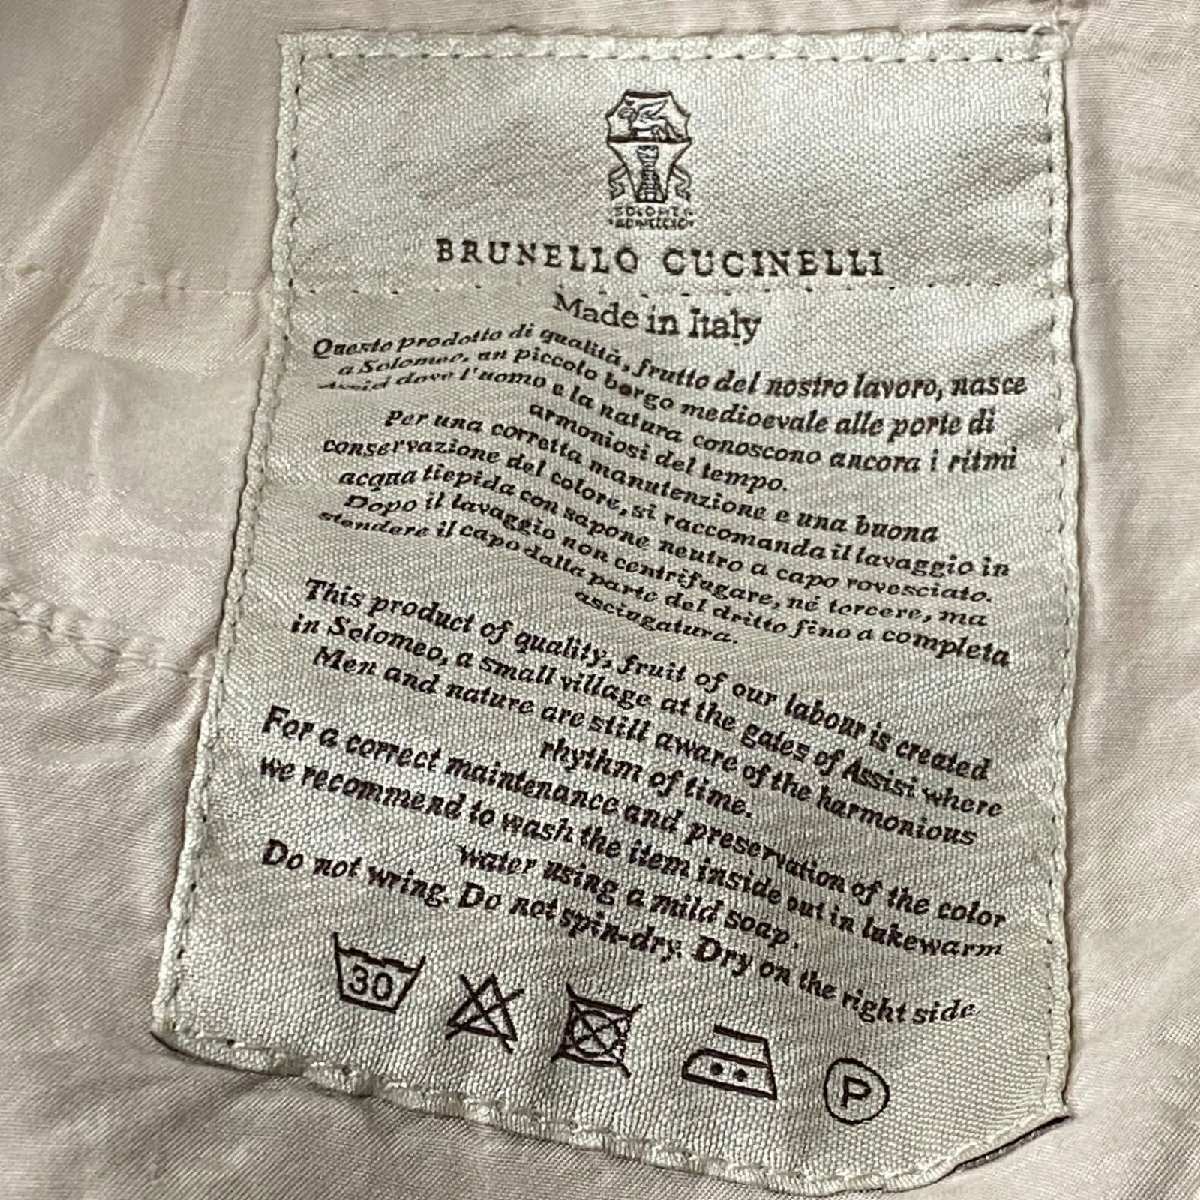 SOLOMEO
BRUNELLO CUCINELLI
Made in Italy
Questo prodotto di qualità, frutto del nostro lavoro, nasce
a Solomeo, un piccolo borgo medioevale alle porte di
Assisi dove l'uomo e la natura conoscono ancora i ritmi
armoniosi del tempo.
per una corretta manutenzione e una buona
conservazione del colore, si raccomanda il lavaggio in
acqua tiepida con sapone neutro a capo rovesciato.
Dopo il lavaggio non centrifugare, né torcere, ma
stendere il capo dalla parte del dritto fino a completa
asciugatura.
This product of quality, fruit of our labour is created
in Solomeo, a small village at the gates of Assisi where
Men and nature are still aware of the harmonious
rhythm of time.
For a correct maintenance and preservation of the color
we recommend to wash the item inside out in lukewarm
water using a mild soap.
Do not wring. Do not spin-dry. Dry on the right side
30
P